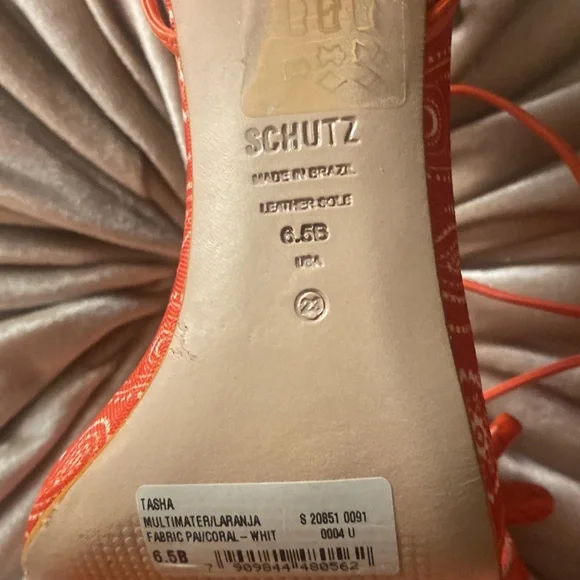 SCHUTZ
MADE IN BRAZIL
LEATHER SOLE
6.5B
USA
TASHA
MULTIMATER/LARANJA S 20851 0091
FABRIC PAI/CORAL - WHIT 0004 U
6.5B
7 909844 480562